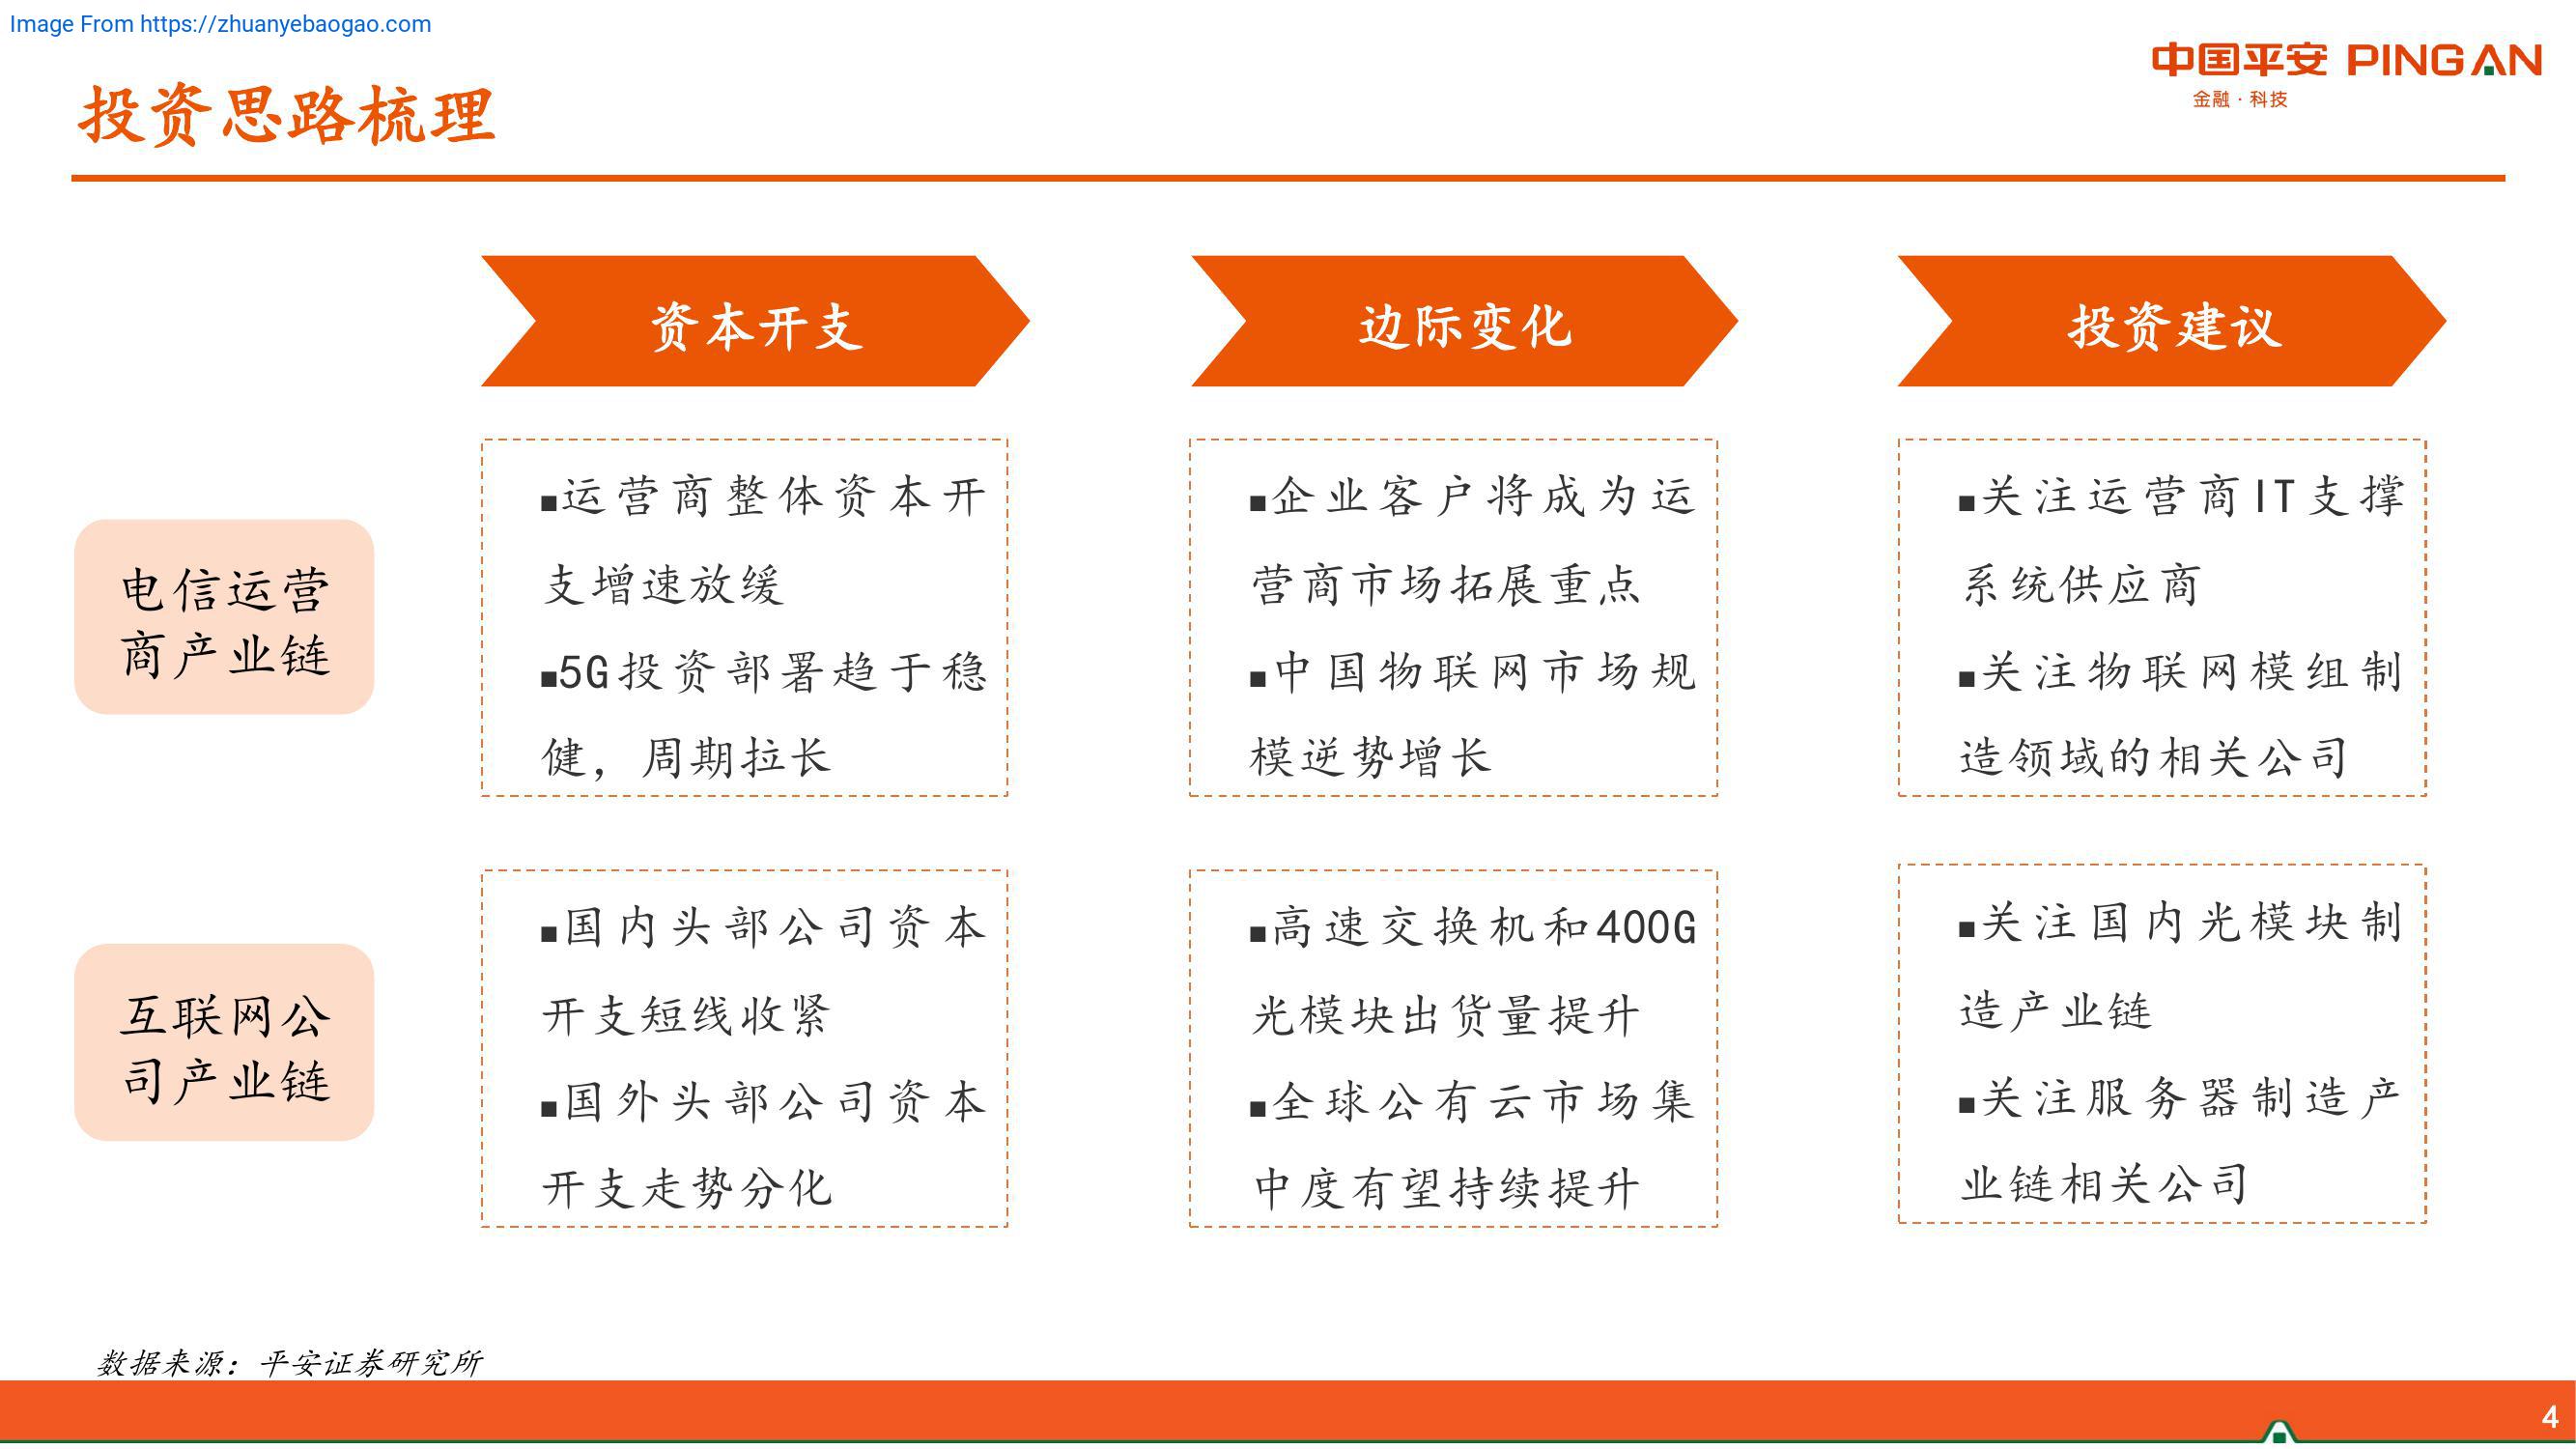 Image From https://zhuanyebaogao.com
中国平安 PINGAN
金融·科技
投资思路梳理
资本开支
边际变化
投资建议
电信运营
商产业链
■运营商整体资本开
支增速放缓
■5G投资部署趋于稳
健，周期拉长
■企业客户将成为运
营商市场拓展重点
■中国物联网市场规
模逆势增长
■关注运营商IT支撑
系统供应商
■关注物联网模组制
造领域的相关公司
互联网公
司产业链
■国内头部公司资本
开支短线收紧
■国外头部公司资本
开支走势分化
■高速交换机和400G
光模块出货量提升
■全球公有云市场集
中度有望持续提升
■关注国内光模块制
造产业链
■关注服务器制造产
业链相关公司
数据来源：平安证券研究所
4